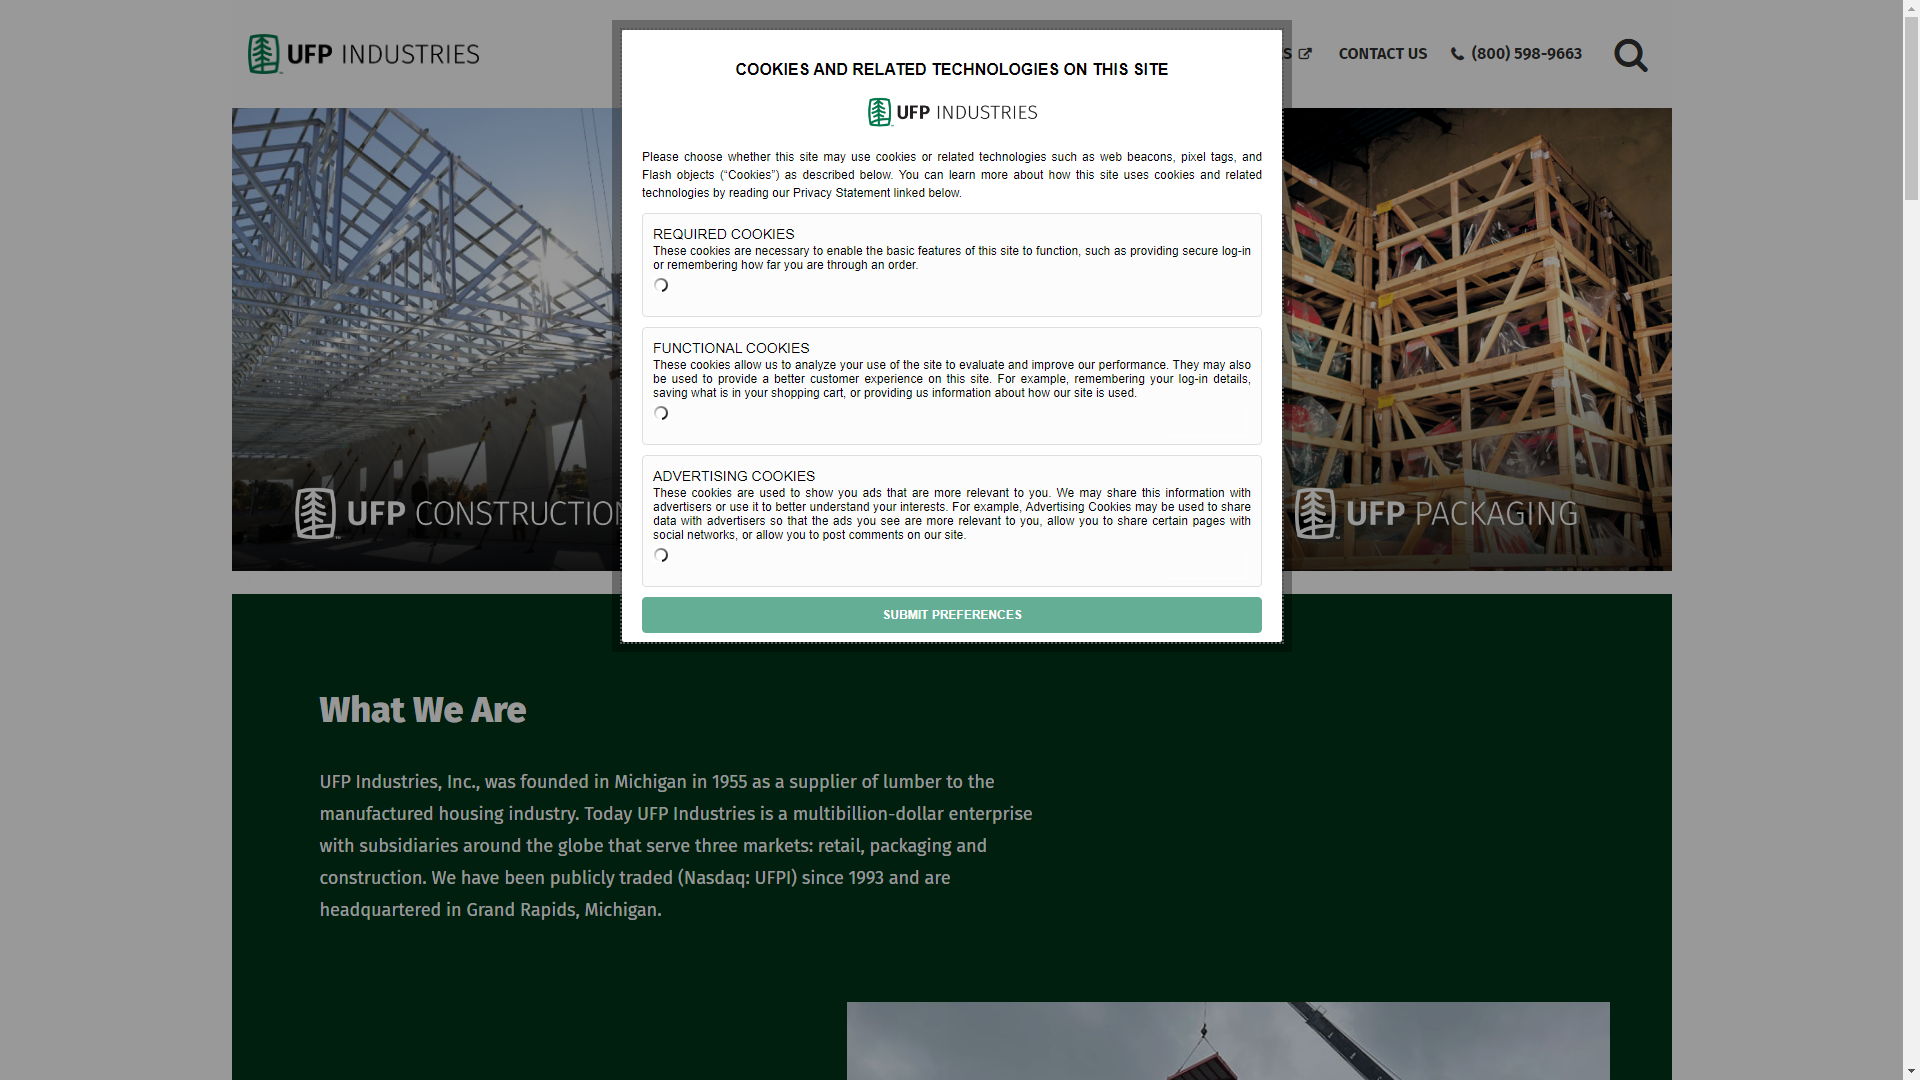 UFP INDUSTRIES
CONTACT US
(800) 598-9663
COOKIES AND RELATED TECHNOLOGIES ON THIS SITE
UFP INDUSTRIES
Please choose whether this site may use cookies or related technologies such as web beacons, pixel tags, and
Flash objects (“Cookies”) as described below. You can learn more about how this site uses cookies and related
technologies by reading our Privacy Statement linked below.
REQUIRED COOKIES
These cookies are necessary to enable the basic features of this site to function, such as providing secure log-in
or remembering how far you are through an order.
FUNCTIONAL COOKIES
These cookies allow us to analyze your use of the site to evaluate and improve our performance. They may also
be used to provide a better customer experience on this site. For example, remembering your log-in details,
saving what is in your shopping cart, or providing us information about how our site is used.
ADVERTISING COOKIES
These cookies are used to show you ads that are more relevant to you. We may share this information with
advertisers or use it to better understand your interests. For example, Advertising Cookies may be used to share
data with advertisers so that the ads you see are more relevant to you, allow you to share certain pages with
social networks, or allow you to post comments on our site.
SUBMIT PREFERENCES
UFP CONSTRUCTION
UFP PACKAGING
What We Are
UFP Industries, Inc., was founded in Michigan in 1955 as a supplier of lumber to the
manufactured housing industry. Today UFP Industries is a multibillion-dollar enterprise
with subsidiaries around the globe that serve three markets: retail, packaging and
construction. We have been publicly traded (Nasdaq: UFPI) since 1993 and are
headquartered in Grand Rapids, Michigan.